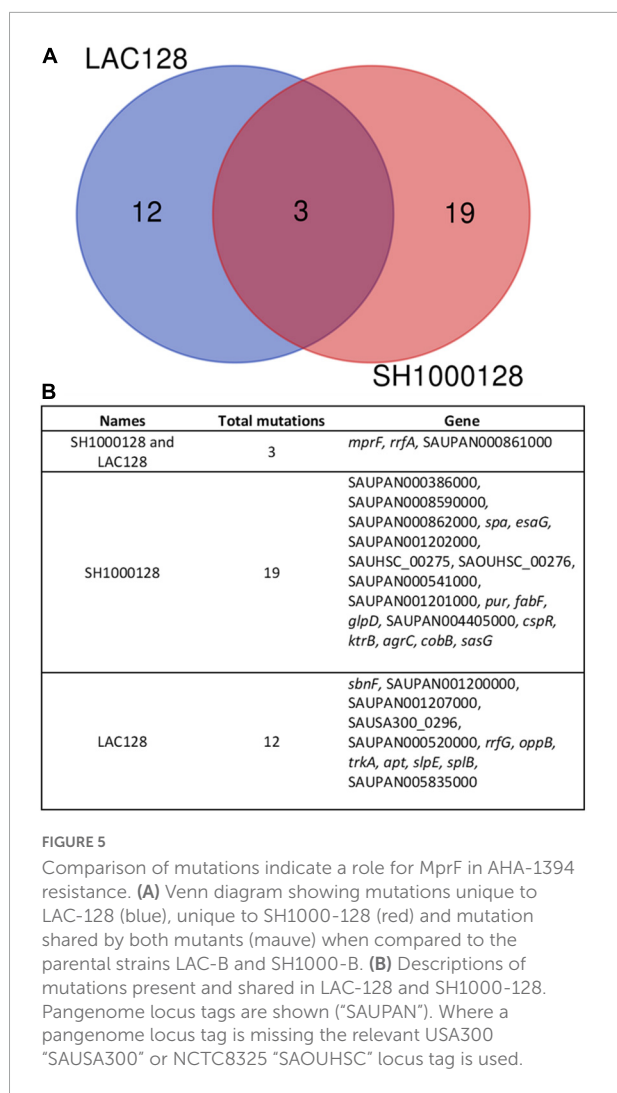 A
LAC128
12
3
19
SH1000128
B
Names Total mutations Gene
SH1000128 and
LAC128
3
mprF, rrfA, SAUPAN000861000
SH1000128
19
SAUPAN000386000,
SAUPAN0008590000,
SAUPAN000862000, spa, esaG,
SAUPAN001202000,
SAUHSC_00275, SAOUHSC_00276,
SAUPAN000541000,
SAUPAN001201000, pur, fabF,
glpD, SAUPAN004405000, cspR,
ktrB, agrC, cobB, sasG
LAC128
12
sbnF, SAUPAN001200000,
SAUPAN001207000,
SAUSA300_0296,
SAUPAN000520000, rrfG, oppB,
trkA, apt, slpE, splB,
SAUPAN005835000
FIGURE 5
Comparison of mutations indicate a role for MprF in AHA-1394
resistance. (A) Venn diagram showing mutations unique to
LAC-128 (blue), unique to SH1000-128 (red) and mutation
shared by both mutants (mauve) when compared to the
parental strains LAC-B and SH1000-B. (B) Descriptions of
mutations present and shared in LAC-128 and SH1000-128.
Pangenome locus tags are shown ("SAUPAN"). Where a
pangenome locus tag is missing the relevant USA300
"SAUSA300" or NCTC8325 "SAOUHSC" locus tag is used.